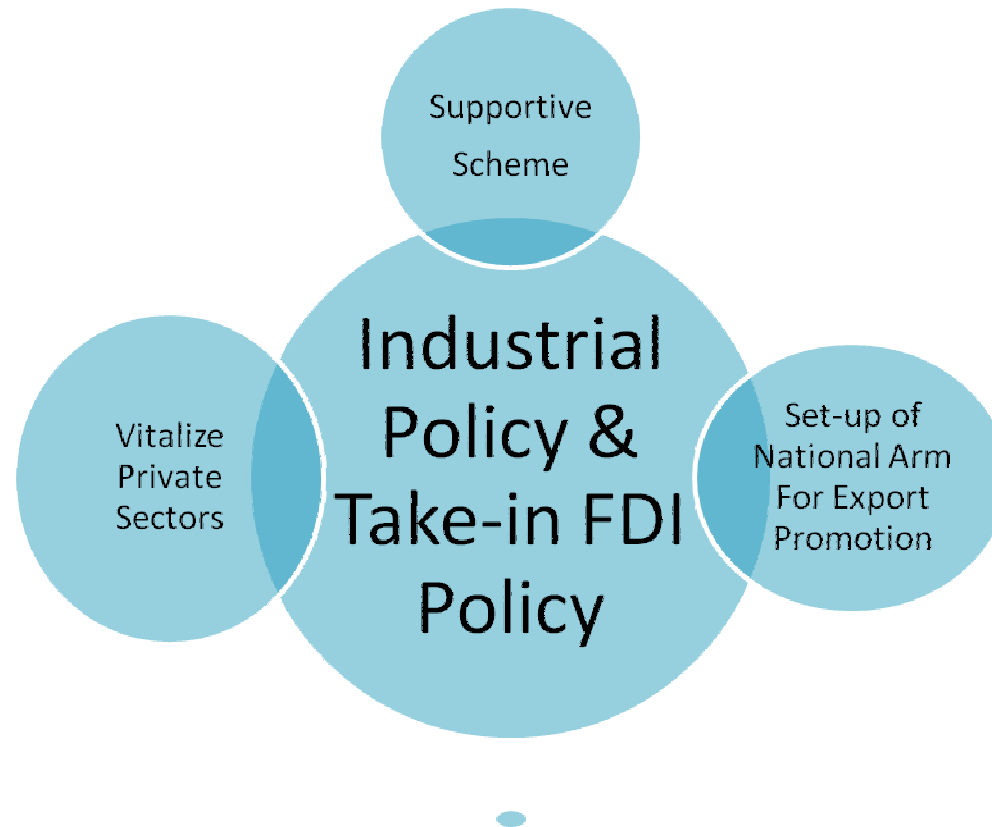 Supportive
Scheme
Industrial
Policy &
Take-in FDI
Policy
Vitalize
Private
Sectors
Set-up of
National Arm
For Export
Promotion